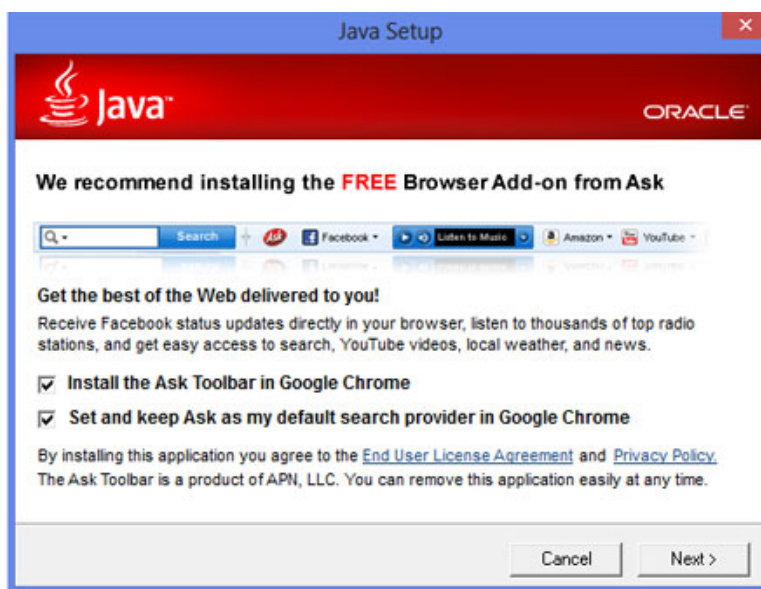 Java Setup
Java™
ORACLE®
We recommend installing the FREE Browser Add-on from Ask
Search Ask Facebook Listen to Music Amazon YouTube
Get the best of the Web delivered to you!
Receive Facebook status updates directly in your browser, listen to thousands of top radio
stations, and get easy access to search, YouTube videos, local weather, and news.
Install the Ask Toolbar in Google Chrome
Set and keep Ask as my default search provider in Google Chrome
By installing this application you agree to the End User License Agreement and Privacy Policy.
The Ask Toolbar is a product of APN, LLC. You can remove this application easily at any time.
Cancel Next >